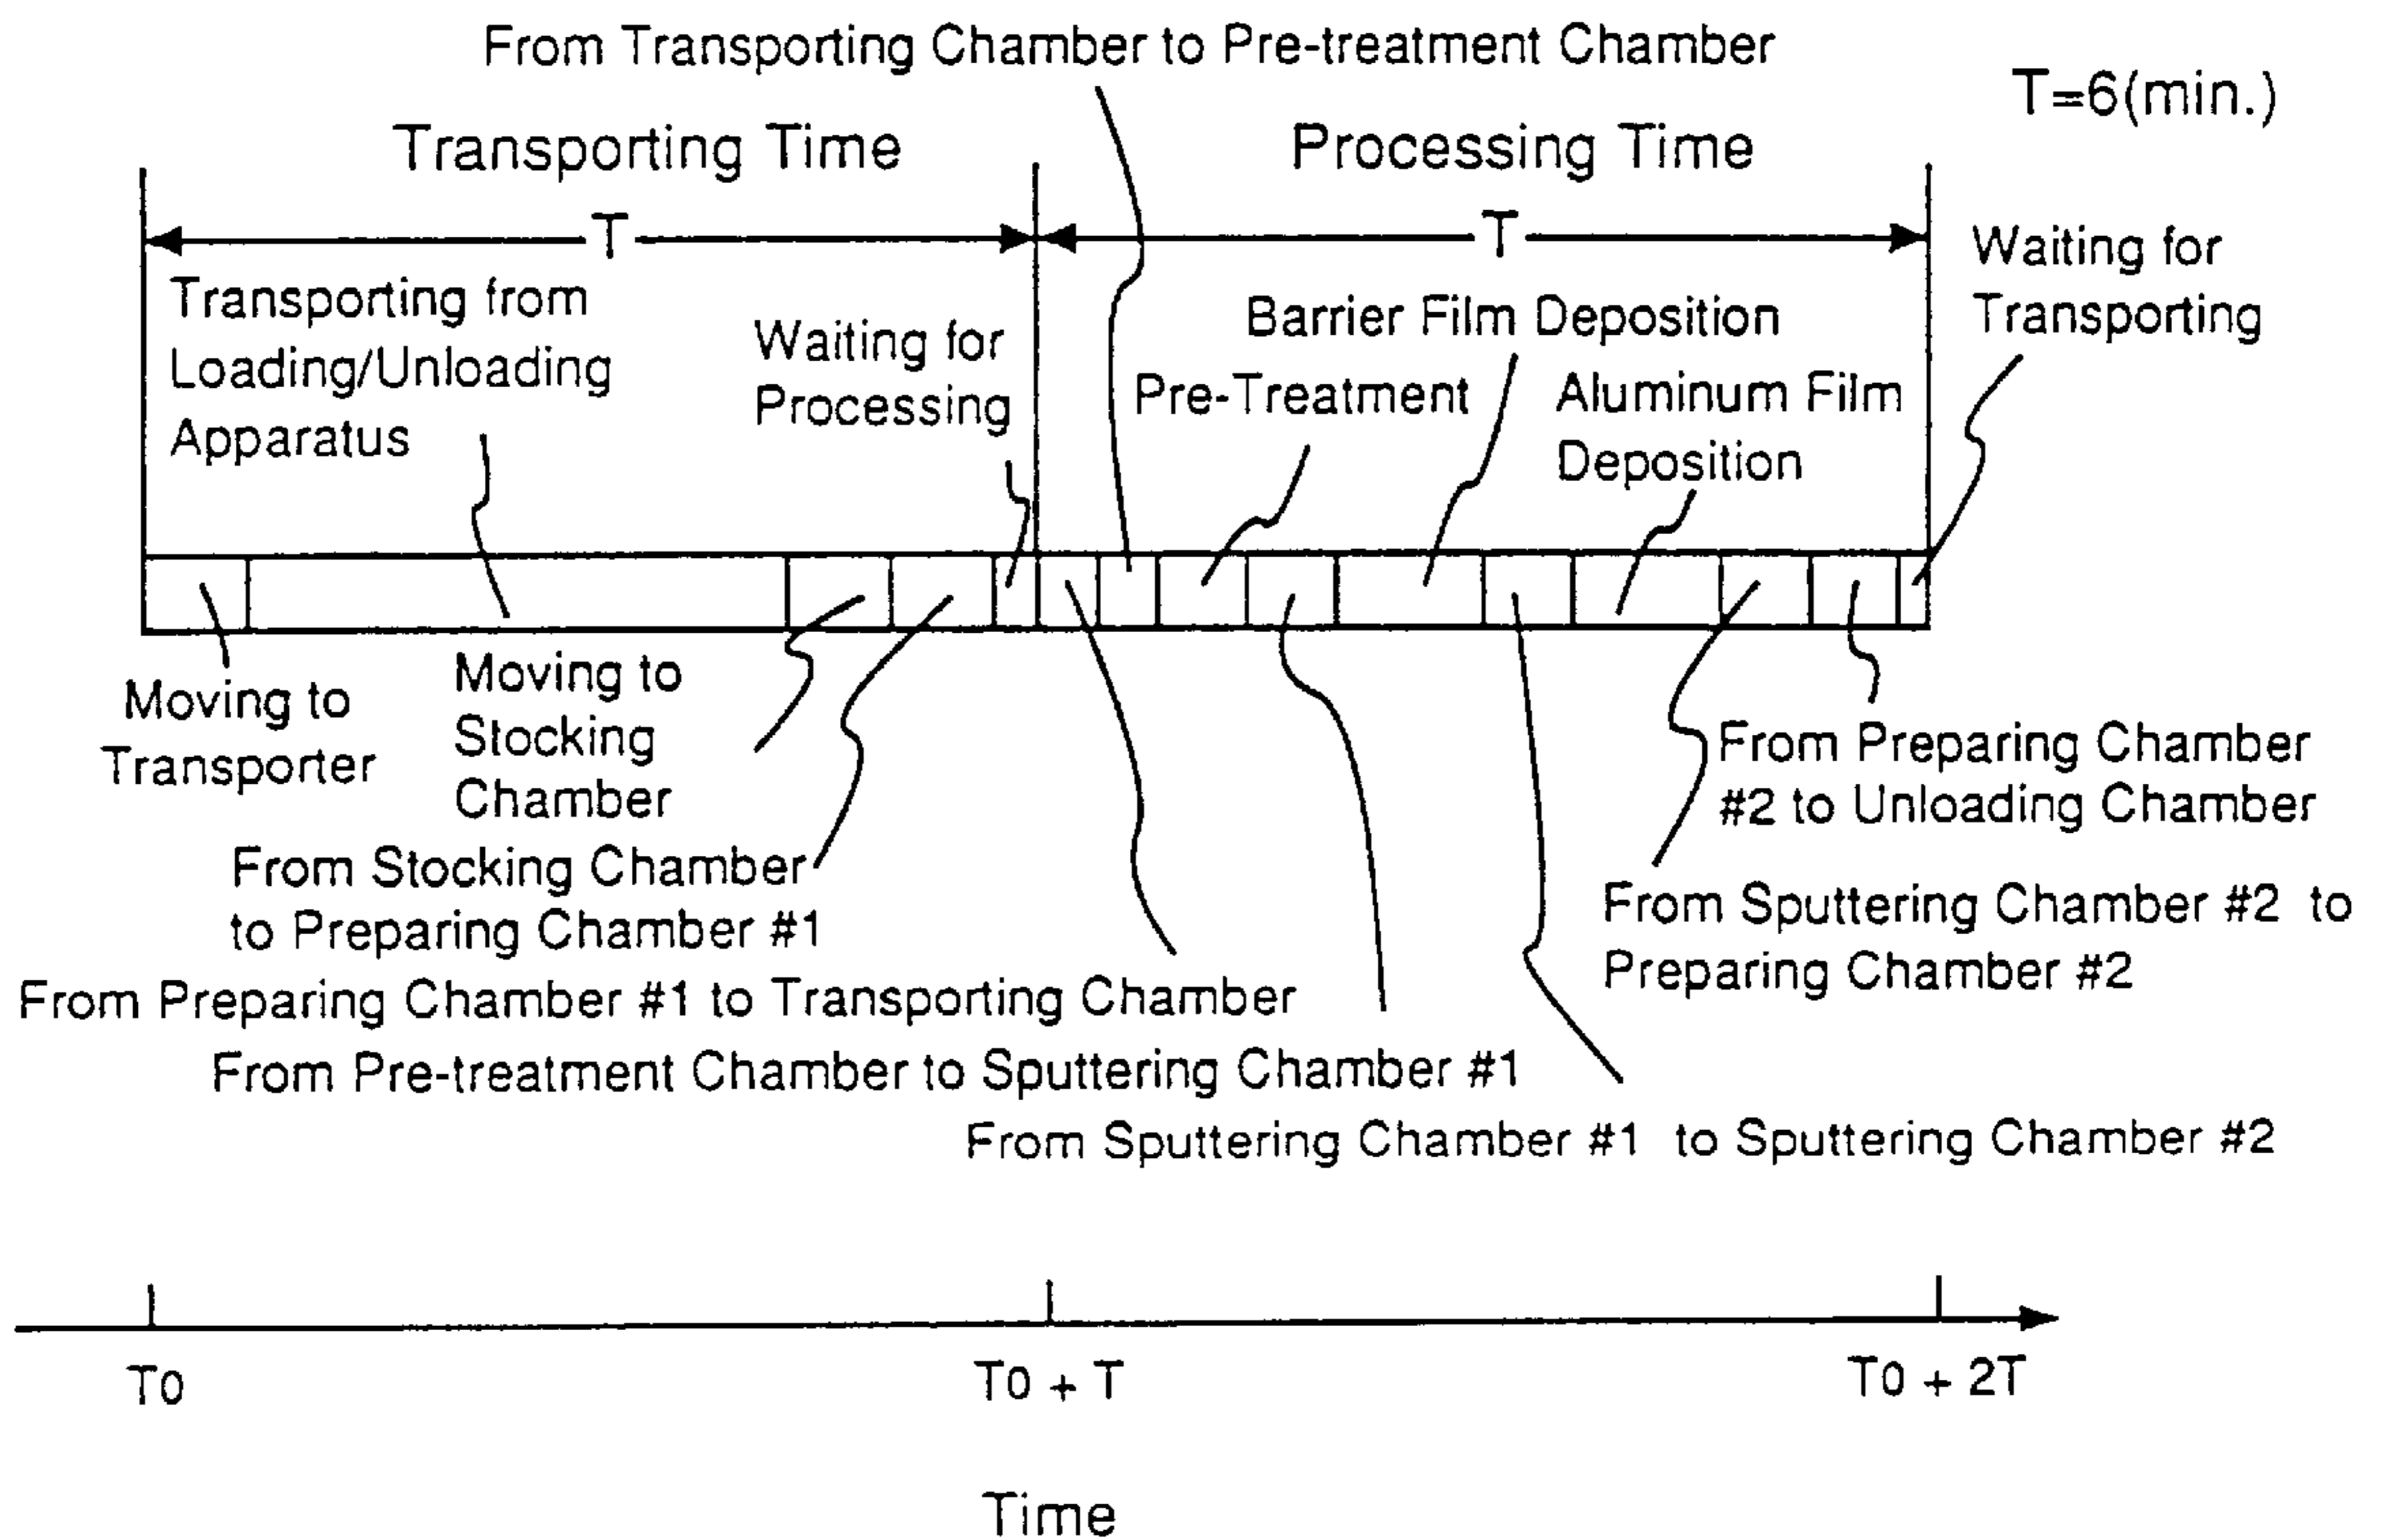 From Transporting Chamber to Pre-treatment Chamber
T=6(min.)
Transporting Time
Processing Time
T
T
Transporting from
Loading/Unloading
Apparatus
Waiting for
Processing
Barrier Film Deposition
Pre-Treatment
Aluminum Film
Deposition
Waiting for
Transporting
Moving to
Transporter
Moving to
Stocking
Chamber
From Stocking Chamber
to Preparing Chamber #1
From Preparing Chamber #1 to Transporting Chamber
From Pre-treatment Chamber to Sputtering Chamber #1
From Sputtering Chamber #1 to Sputtering Chamber #2
From Preparing Chamber
#2 to Unloading Chamber
From Sputtering Chamber #2 to
Preparing Chamber #2
To
To + T
To + 2T
Time